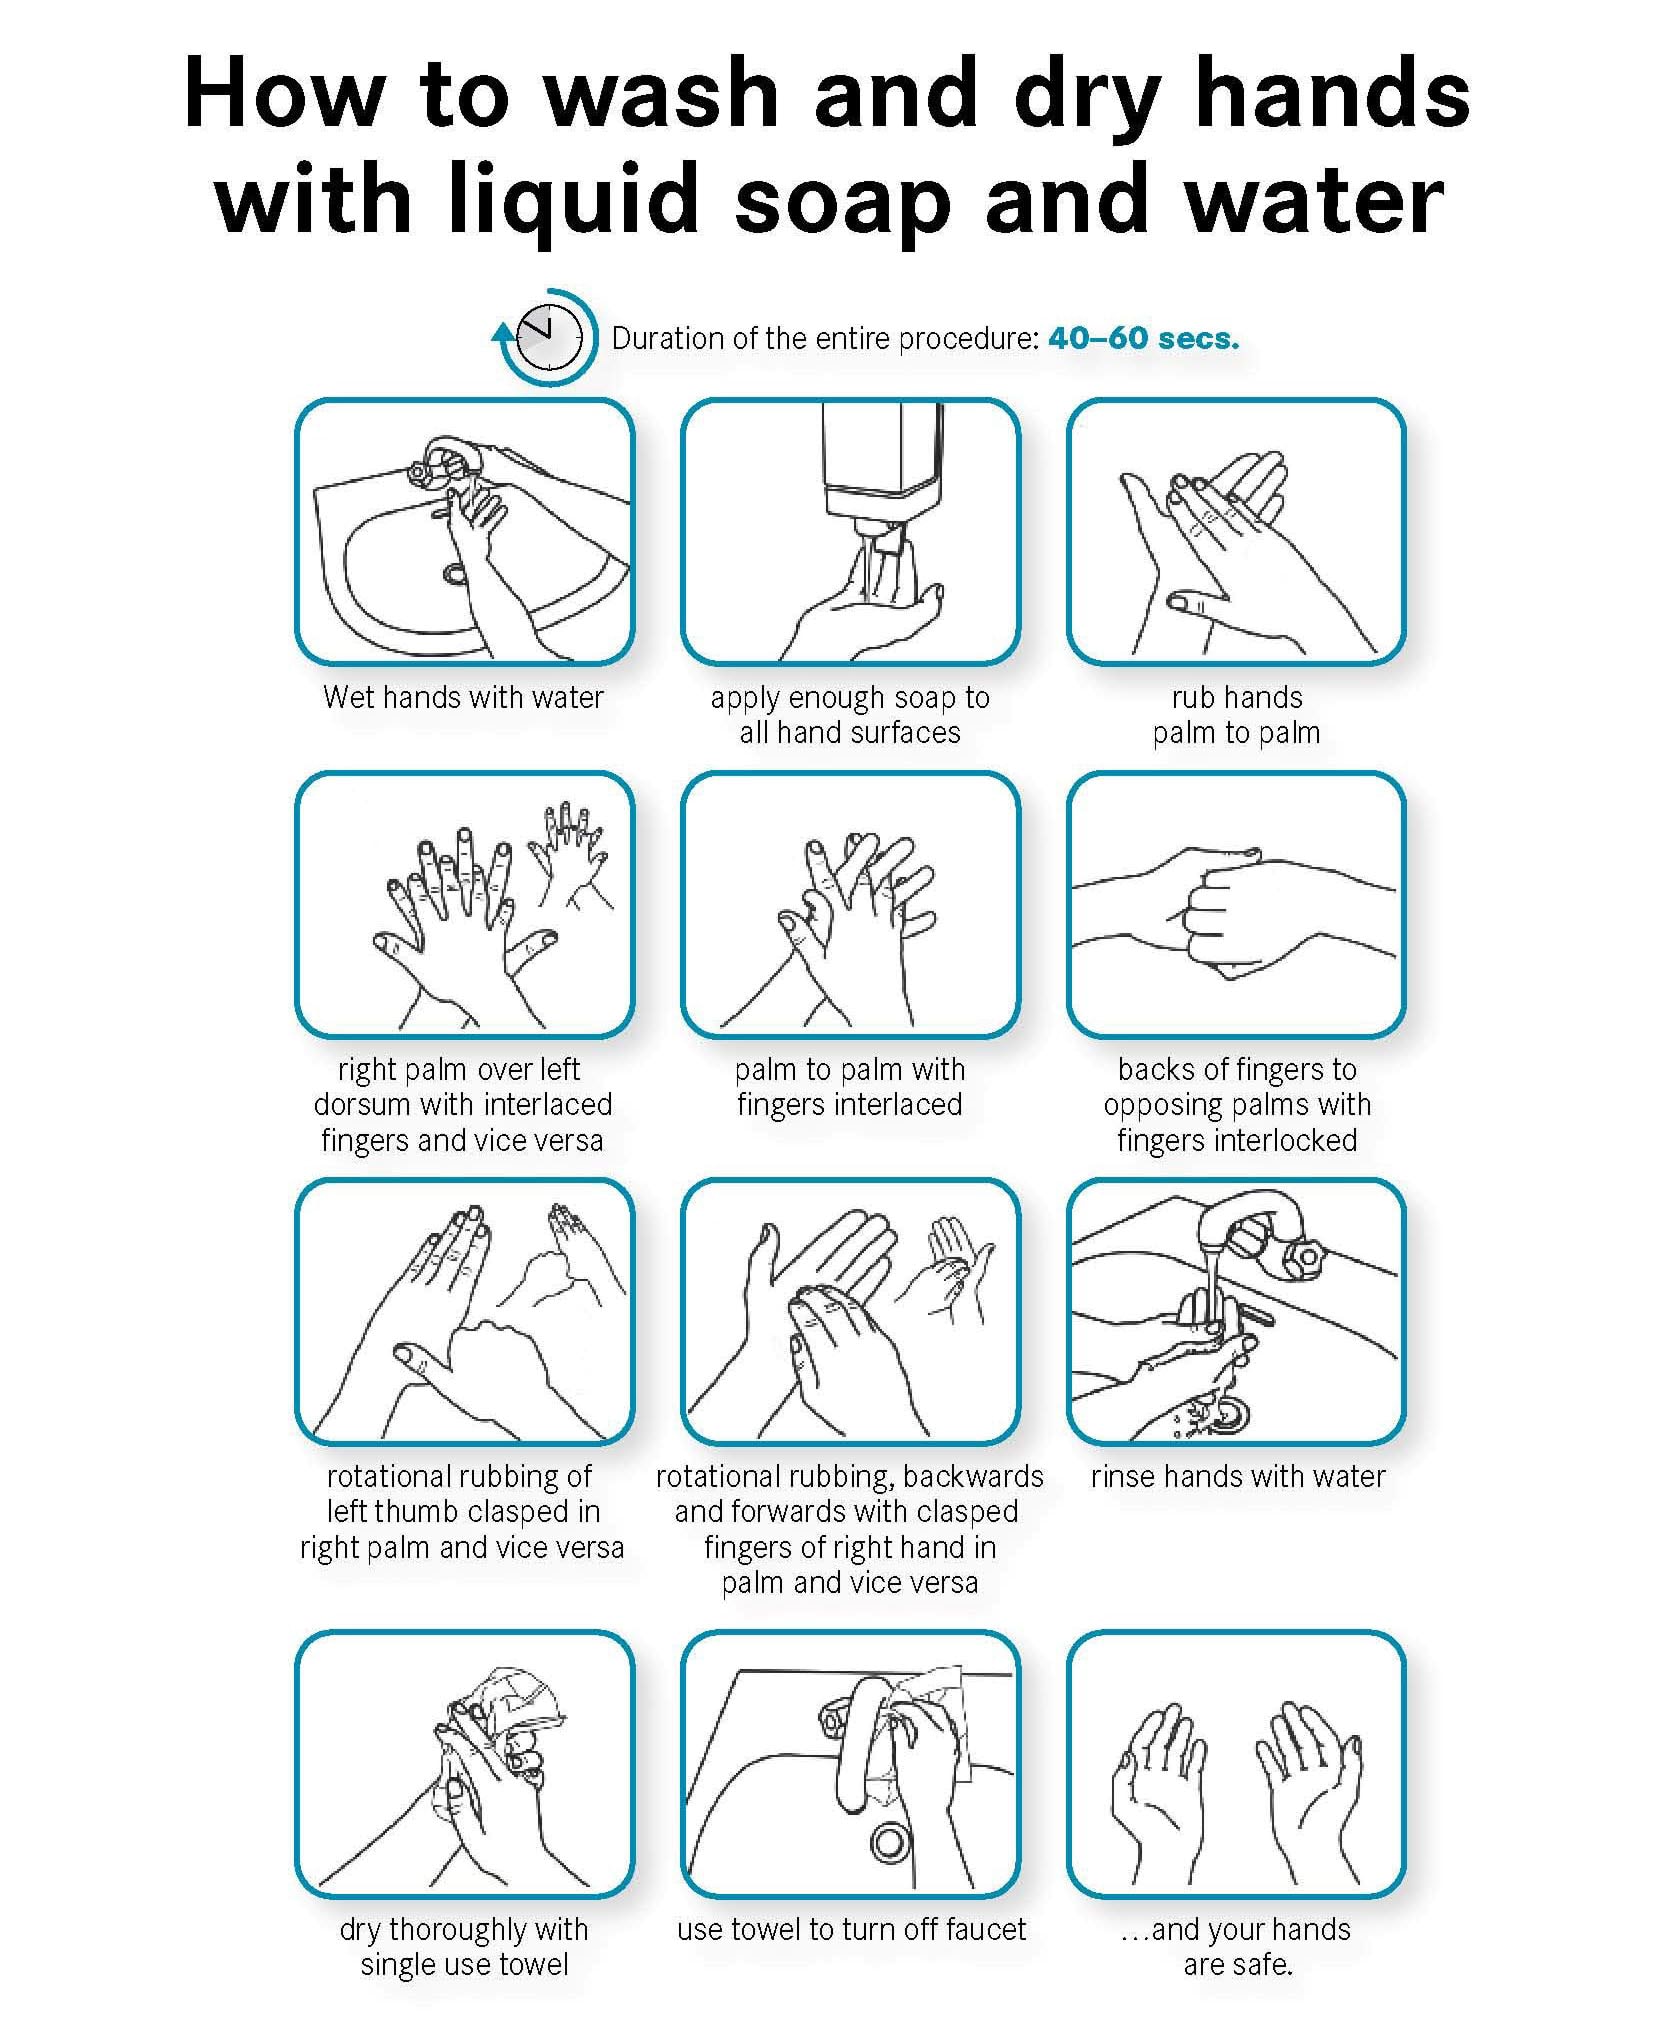 How to wash and dry hands
with liquid soap and water
Duration of the entire procedure: 40–60 secs.
Wet hands with water
apply enough soap to
all hand surfaces
rub hands
palm to palm
right palm over left
dorsum with interlaced
fingers and vice versa
palm to palm with
fingers interlaced
backs of fingers to
opposing palms with
fingers interlocked
rotational rubbing of
left thumb clasped in
right palm and vice versa
rotational rubbing, backwards
and forwards with clasped
fingers of right hand in
palm and vice versa
rinse hands with water
dry thoroughly with
single use towel
use towel to turn off faucet
…and your hands
are safe.